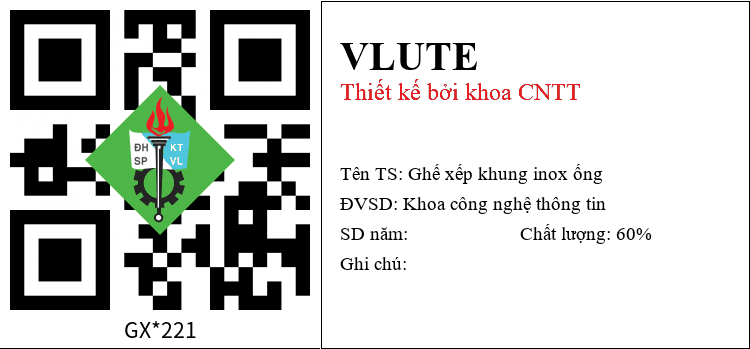 ĐH KT
SP VL
GX*221
VLUTE
Thiết kế bởi khoa CNTT
Tên TS: Ghế xếp khung inox ống
ĐVSD: Khoa công nghệ thông tin
SD năm: Chất lượng: 60%
Ghi chú: